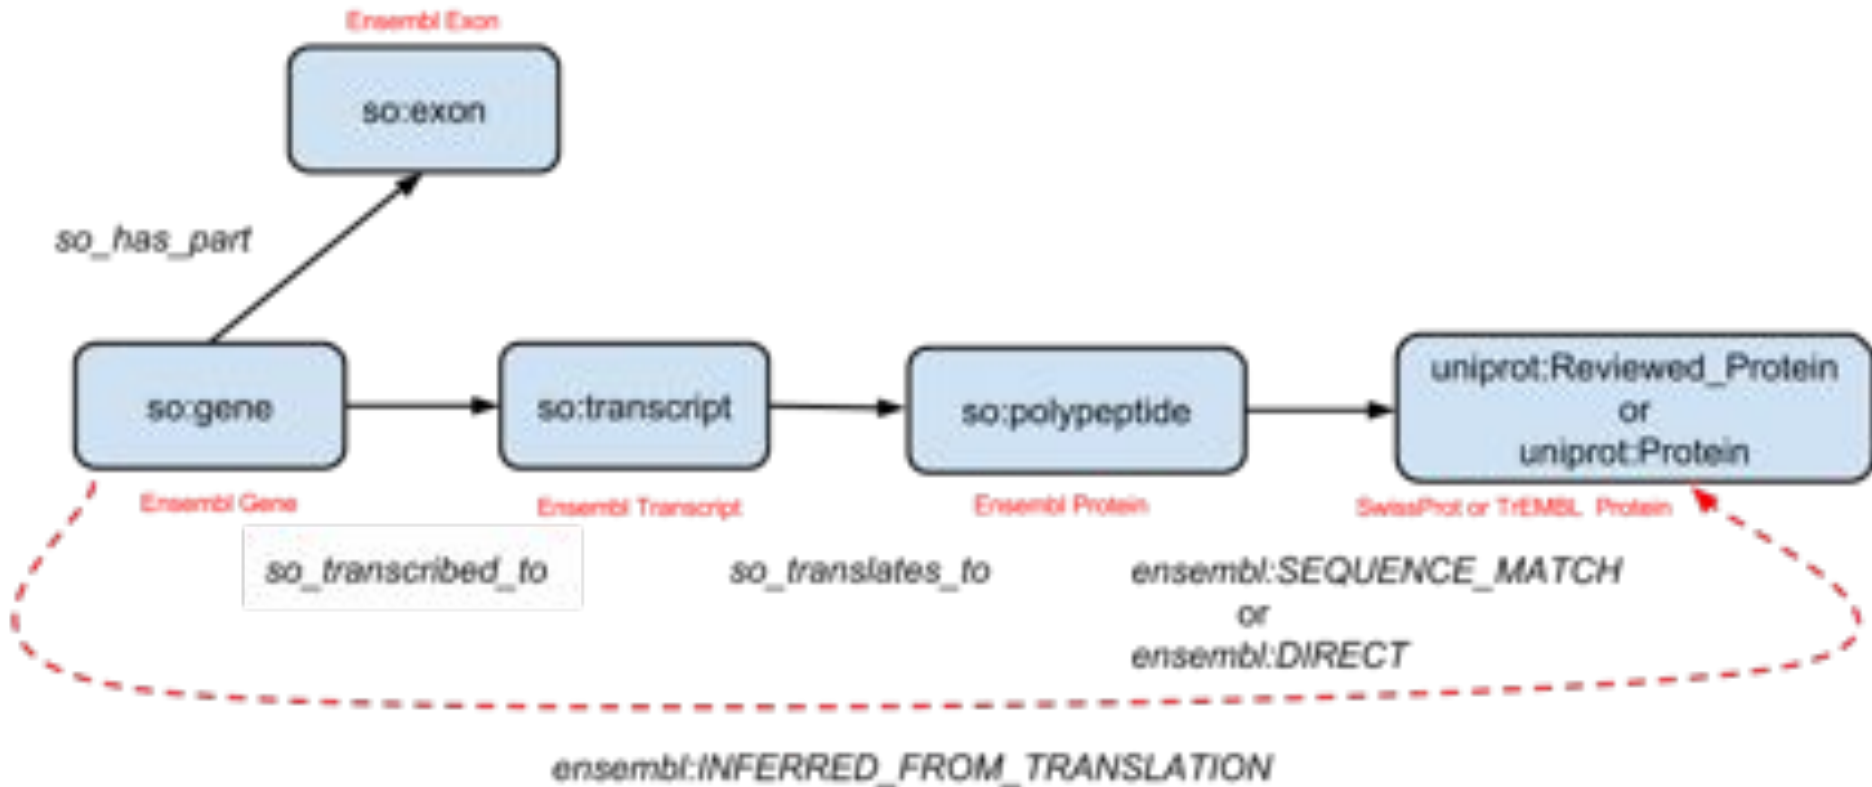 Ensembl Exon
so:exon
so_has_part
so:gene
so:transcript
so:polypeptide
uniprot:Reviewed_Protein
or
uniprot:Protein
Ensembl Gene
Ensembl Transcript
Ensembl Protein
SwissProt or TrEMBL Protein
so_transcribed_to
so_translates_to
ensembl:SEQUENCE_MATCH
or
ensembl:DIRECT
ensembl:INFERRED_FROM_TRANSLATION